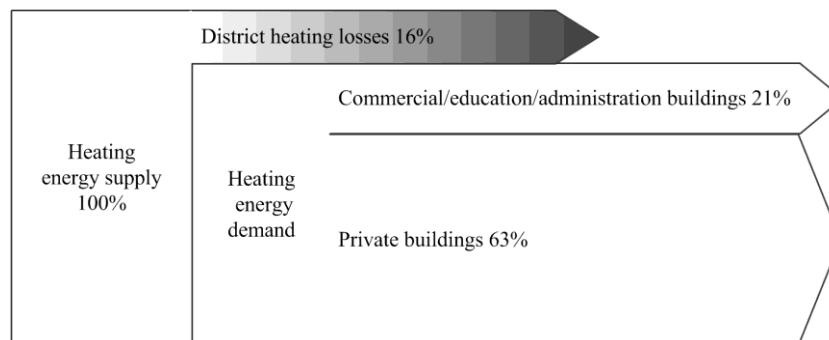 District heating losses 16%
Commercial/education/administration buildings 21%
Heating
energy supply
100%
Heating
energy
demand
Private buildings 63%